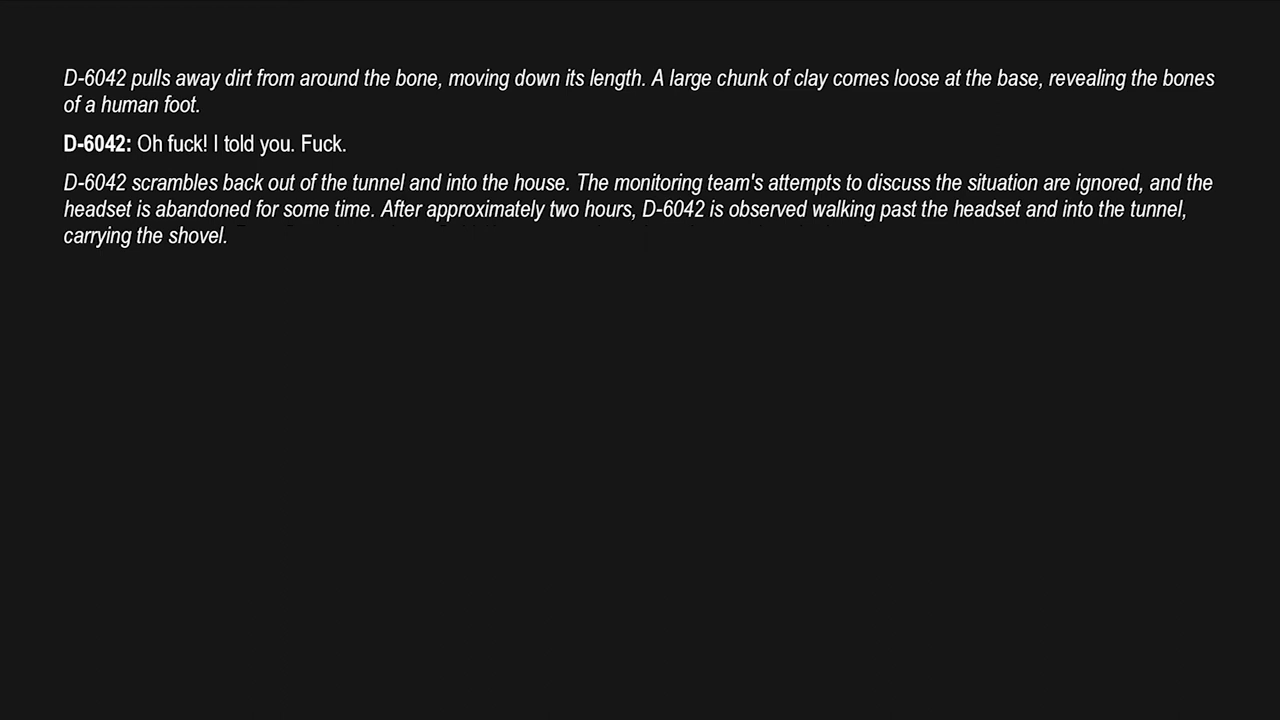 D-6042 pulls away dirt from around the bone, moving down its length. A large chunk of clay comes loose at the base, revealing the bones
of a human foot.
D-6042: Oh fuck! I told you. Fuck.
D-6042 scrambles back out of the tunnel and into the house. The monitoring team's attempts to discuss the situation are ignored, and the
headset is abandoned for some time. After approximately two hours, D-6042 is observed walking past the headset and into the tunnel,
carrying the shovel.